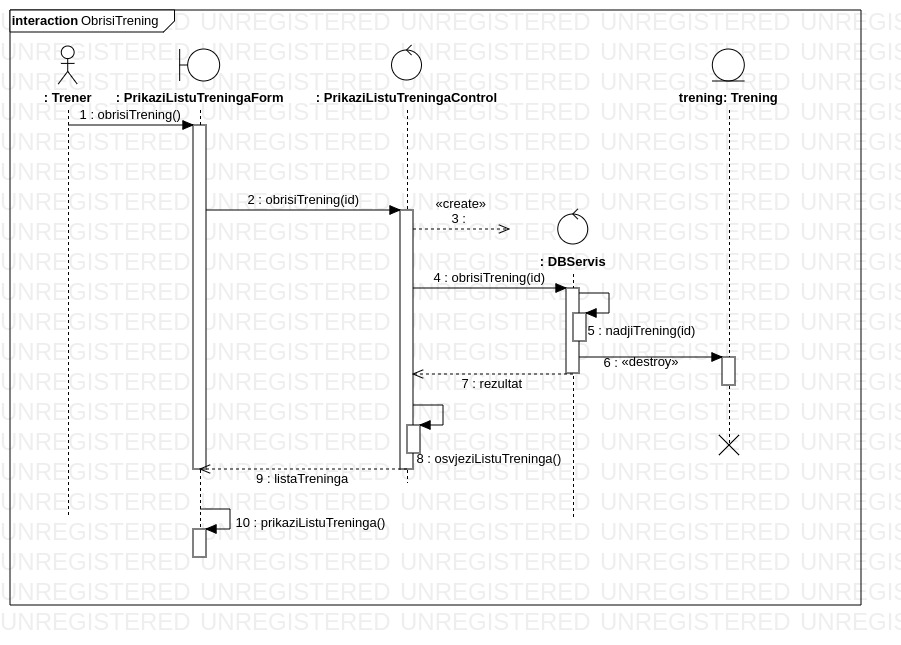 interaction ObrisiTrening
: Trener
: PrikaziListuTreningaForm
: PrikaziListuTreningaControl
trening: Trening
1 : obrisiTrening()
2 : obrisiTrening(id)
«create»
3 :
: DBServis
4 : obrisiTrening(id)
5 : nadjiTrening(id)
6 : «destroy»
7 : rezultat
8 : osvjeziListuTreninga()
9 : listaTreninga
10 : prikaziListuTreninga()
UNREGISTERED UNREGISTERED UNREGISTERED UNREGISTERED UNREGIS